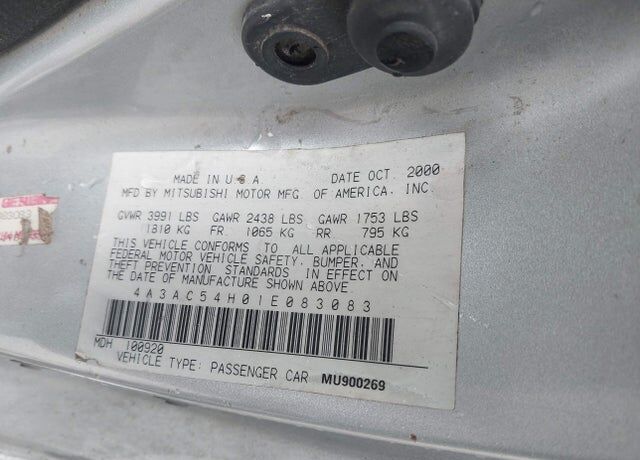 MADE IN U S A DATE OCT. 2000
MFD BY MITSUBISHI MOTOR MFG. OF AMERICA, INC.
GVWR 3991 LBS GAWR 2438 LBS GAWR 1753 LBS
1810 KG FR. 1065 KG RR. 795 KG
THIS VEHICLE CONFORMS TO ALL APPLICABLE
FEDERAL MOTOR VEHICLE SAFETY, BUMPER, AND
THEFT PREVENTION STANDARDS IN EFFECT ON
THE DATE OF MANUFACTURE SHOWN ABOVE.
4A3AC54H01E083083
MDH 100920
VEHICLE TYPE: PASSENGER CAR MU900269